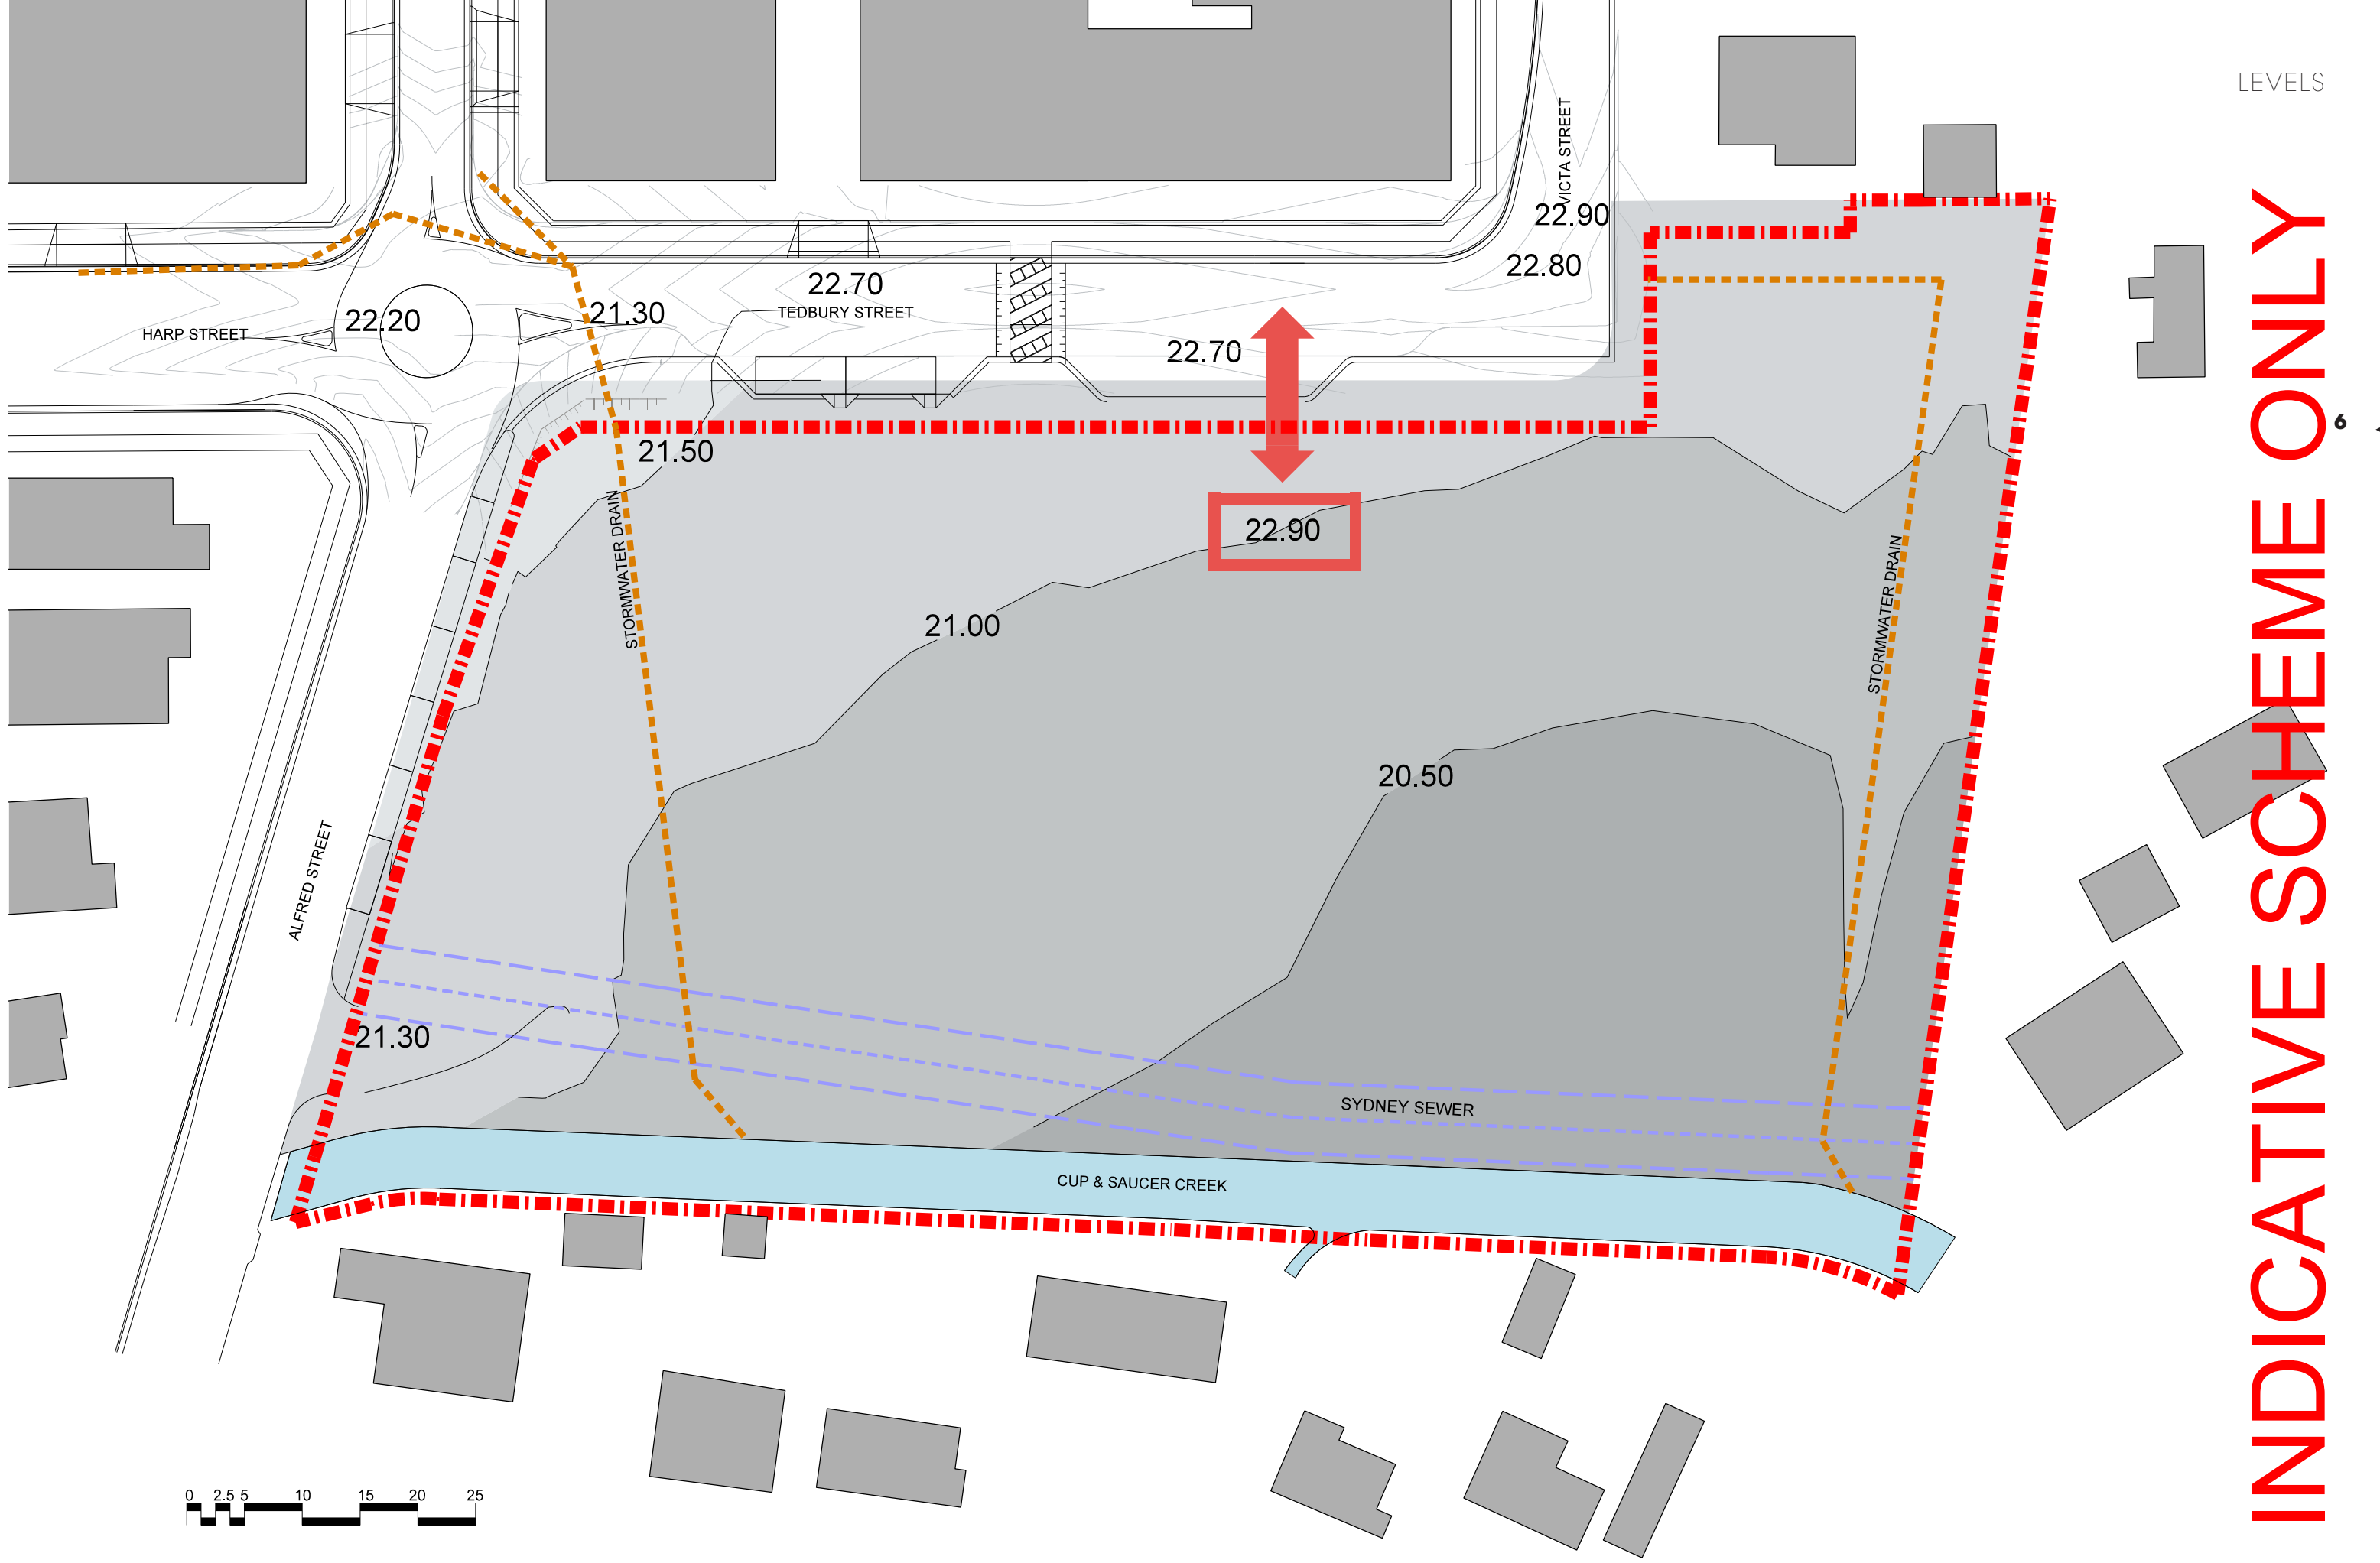 LEVELS
VICTA STREET
22.90
22.80
22.70
TEDBURY STREET
21.30
22.20
HARP STREET
22.70
6
21.50
22.90
STORMWATER DRAIN
STORMWATER DRAIN
21.00
20.50
ALFRED STREET
21.30
SYDNEY SEWER
CUP & SAUCER CREEK
0 2.5 5 10 15 20 25
INDICATIVE SCHEME ONLY